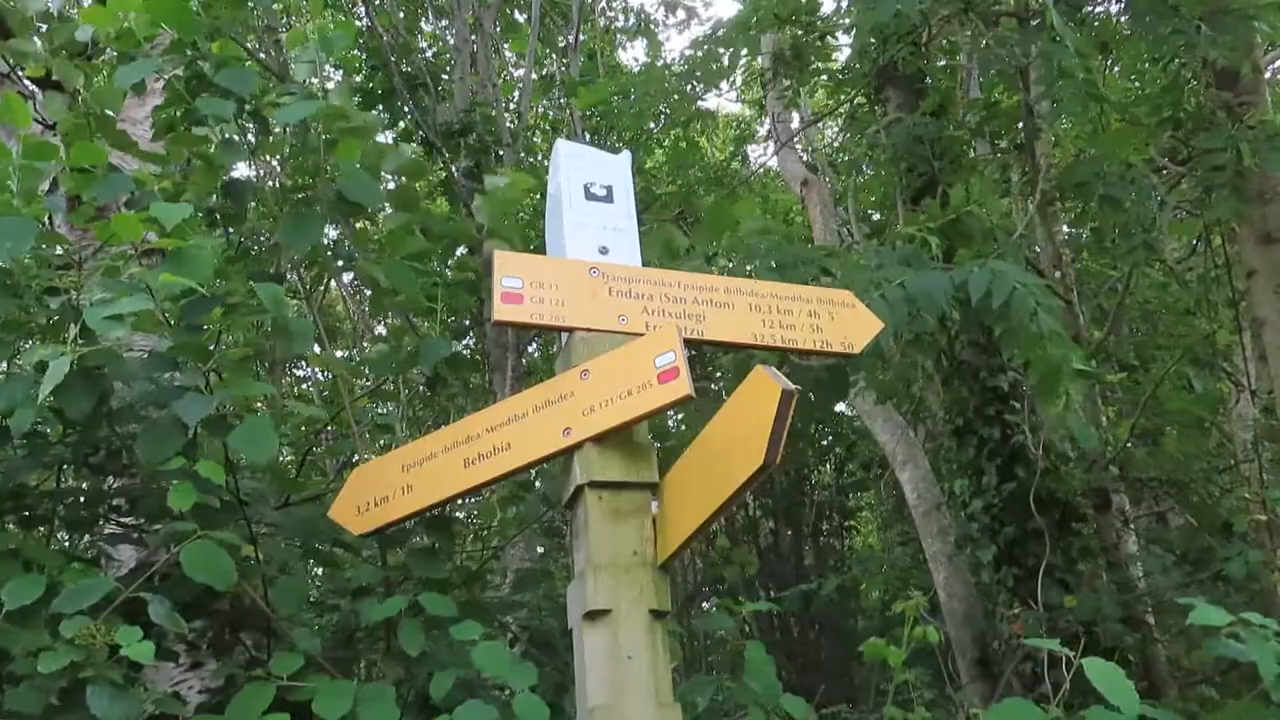 GR 11
GR 121
GR 285
Transpirinaika/Epaipide ibilbidea/Mendibai ibilbidea
Endara (San Anton) 10,3 km / 4h 5'
Aritxulegi 12 km / 5h
32,5 km / 12h 50'
GR 121/GR 285
Epaipide ibilbidea/Mendibai ibilbidea
Behobia
3,2 km / 1h